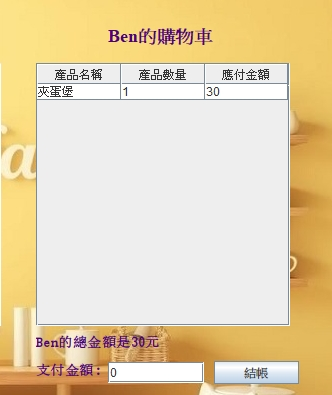 Ben的購物車
產品名稱 產品數量 應付金額
夾蛋堡 1 30
Ben的總金額是30元
支付金額： 0 結帳